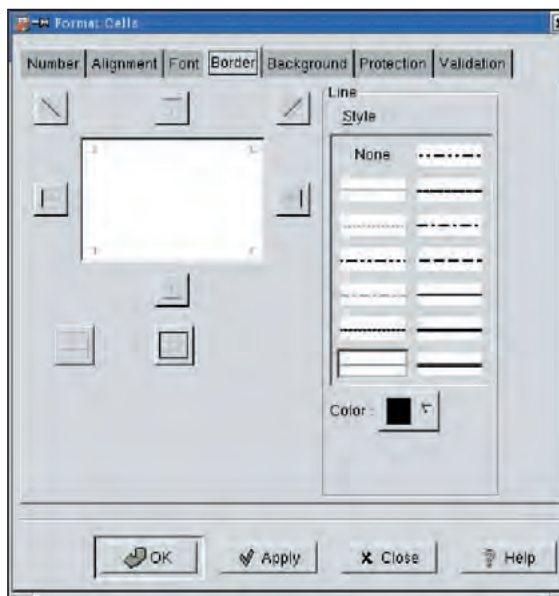 Format Cells
Number Alignment Font Border Background Protection Validation
Line
Style
None
Color :
OK Apply Close Help